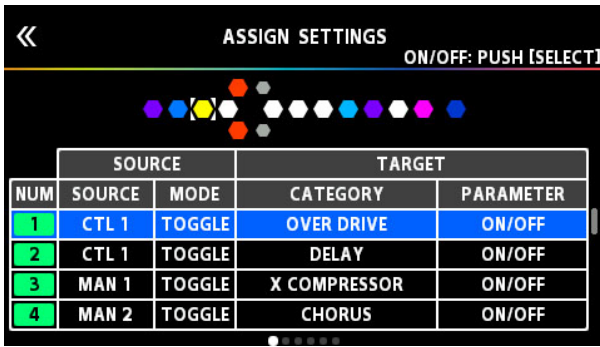 «
ASSIGN SETTINGS
ON/OFF: PUSH [SELECT]
SOURCE TARGET
NUM SOURCE MODE CATEGORY PARAMETER
1 CTL 1 TOGGLE OVER DRIVE ON/OFF
2 CTL 1 TOGGLE DELAY ON/OFF
3 MAN 1 TOGGLE X COMPRESSOR ON/OFF
4 MAN 2 TOGGLE CHORUS ON/OFF